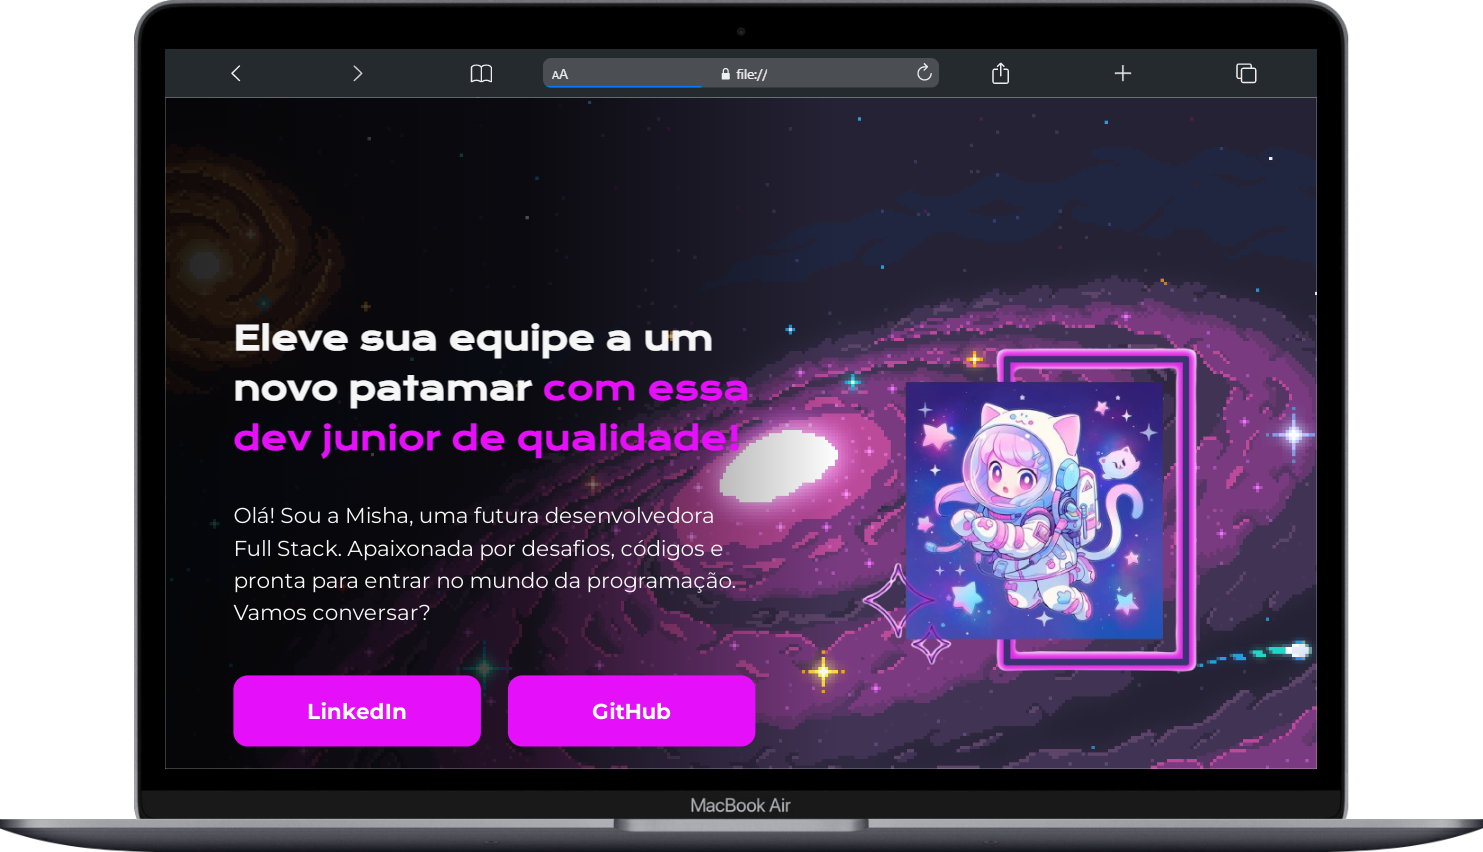 AA
file://
Eleve sua equipe a um
novo patamar com essa
dev junior de qualidade!
Olá! Sou a Misha, uma futura desenvolvedora
Full Stack. Apaixonada por desafios, códigos e
pronta para entrar no mundo da programação.
Vamos conversar?
LinkedIn
GitHub
MacBook Air